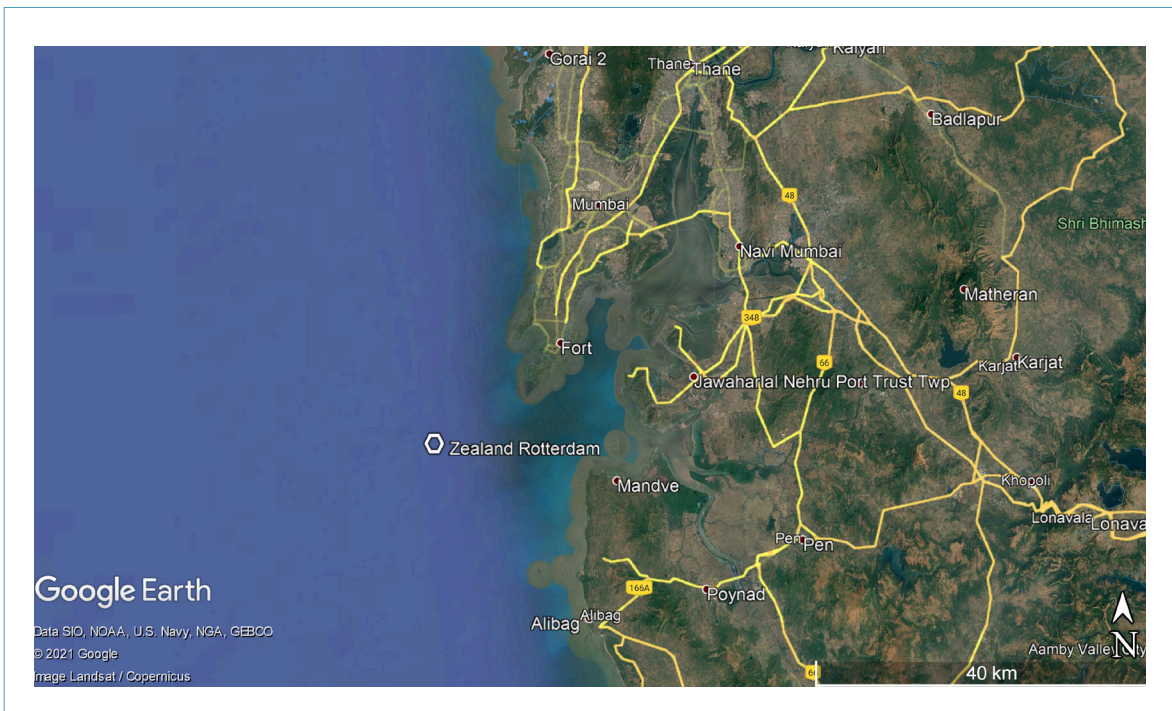 Gorai 2
Thane
Thane
Kalyan
Badlapur
48
Mumbai
Shri Bhimash
Navi Mumbai
Matheran
348
Fort
66
Karjat
Karjat
Jawaharlal Nehru Port Trust Twp
48
Zealand Rotterdam
Mandve
Khopoli
Lonavala
Lonava
Pen
Pen
Google Earth
166A
Poynad
Alibag
Alibag
Data SIO, NOAA, U.S. Navy, NGA, GEBCO
N
Aamby Valley City
© 2021 Google
40 km
Image Landsat / Copernicus